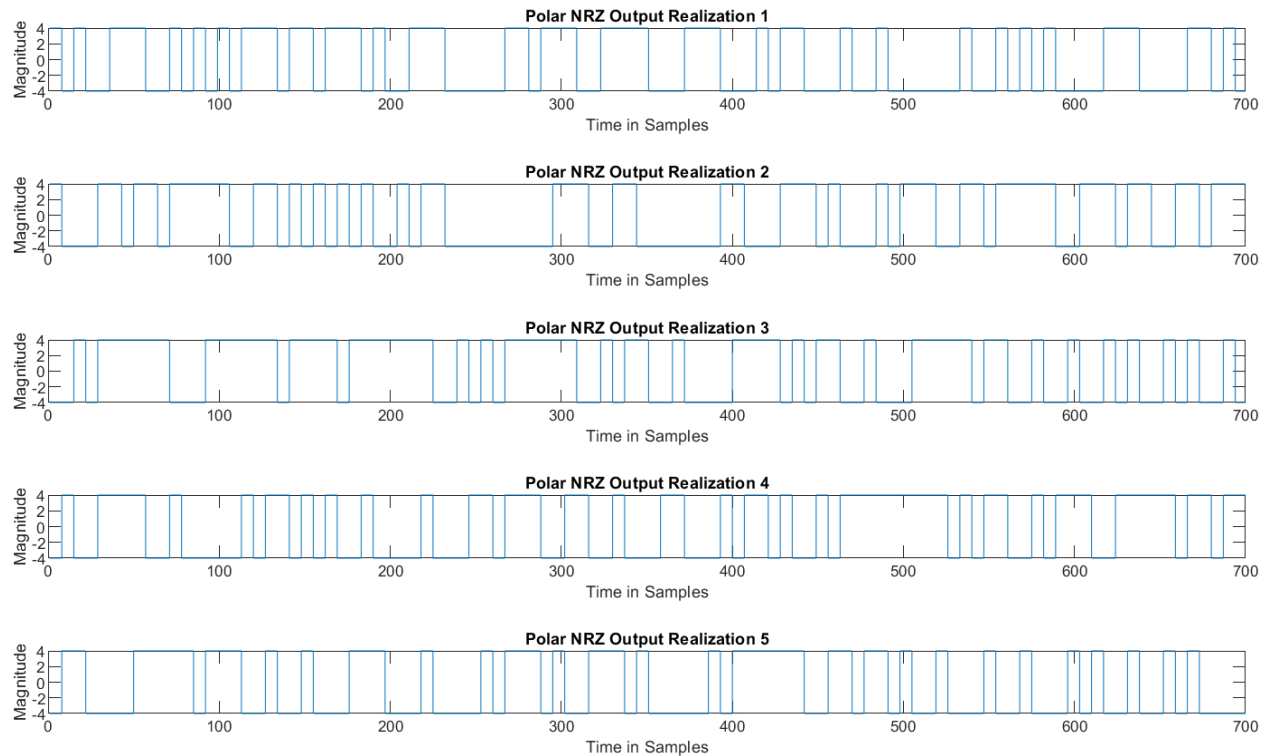 Polar NRZ Output Realization 1
Magnitude
4
2
0
-2
-4
0 100 200 300 400 500 600 700
Time in Samples
Polar NRZ Output Realization 2
Magnitude
4
2
0
-2
-4
0 100 200 300 400 500 600 700
Time in Samples
Polar NRZ Output Realization 3
Magnitude
4
2
0
-2
-4
0 100 200 300 400 500 600 700
Time in Samples
Polar NRZ Output Realization 4
Magnitude
4
2
0
-2
-4
0 100 200 300 400 500 600 700
Time in Samples
Polar NRZ Output Realization 5
Magnitude
4
2
0
-2
-4
0 100 200 300 400 500 600 700
Time in Samples